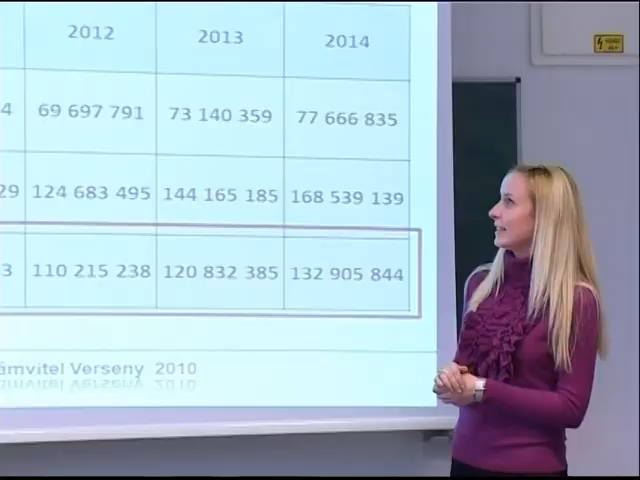 2012 2013 2014
4 69 697 791 73 140 359 77 666 835
29 124 683 495 144 165 185 168 539 139
3 110 215 238 120 832 385 132 905 844
ámvitel Verseny 2010